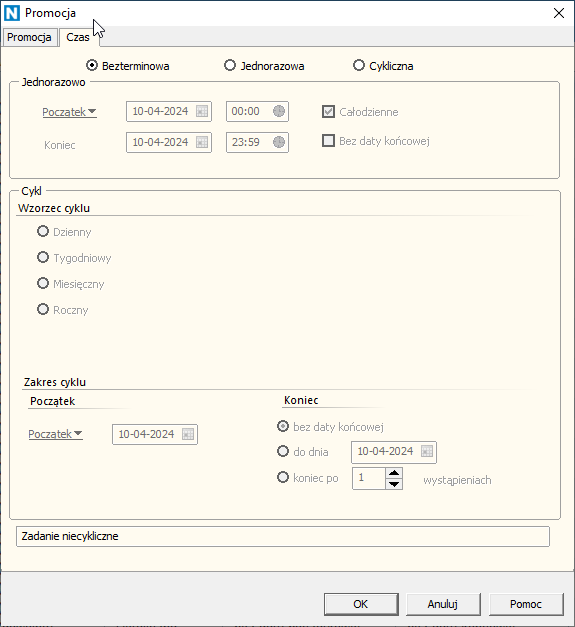 N Promocja
Promocja Czas
Bezterminowa Jednorazowa Cykliczna
Jednorazowo
Początek 10-04-2024 00:00 Całodzienne
Koniec 10-04-2024 23:59 Bez daty końcowej
Cykl
Wzorzec cyklu
Dzienny
Tygodniowy
Miesięczny
Roczny
Zakres cyklu
Początek Koniec
bez daty końcowej
Początek 10-04-2024
do dnia 10-04-2024
koniec po 1 wystąpieniach
Zadanie niecykliczne
OK Anuluj Pomoc